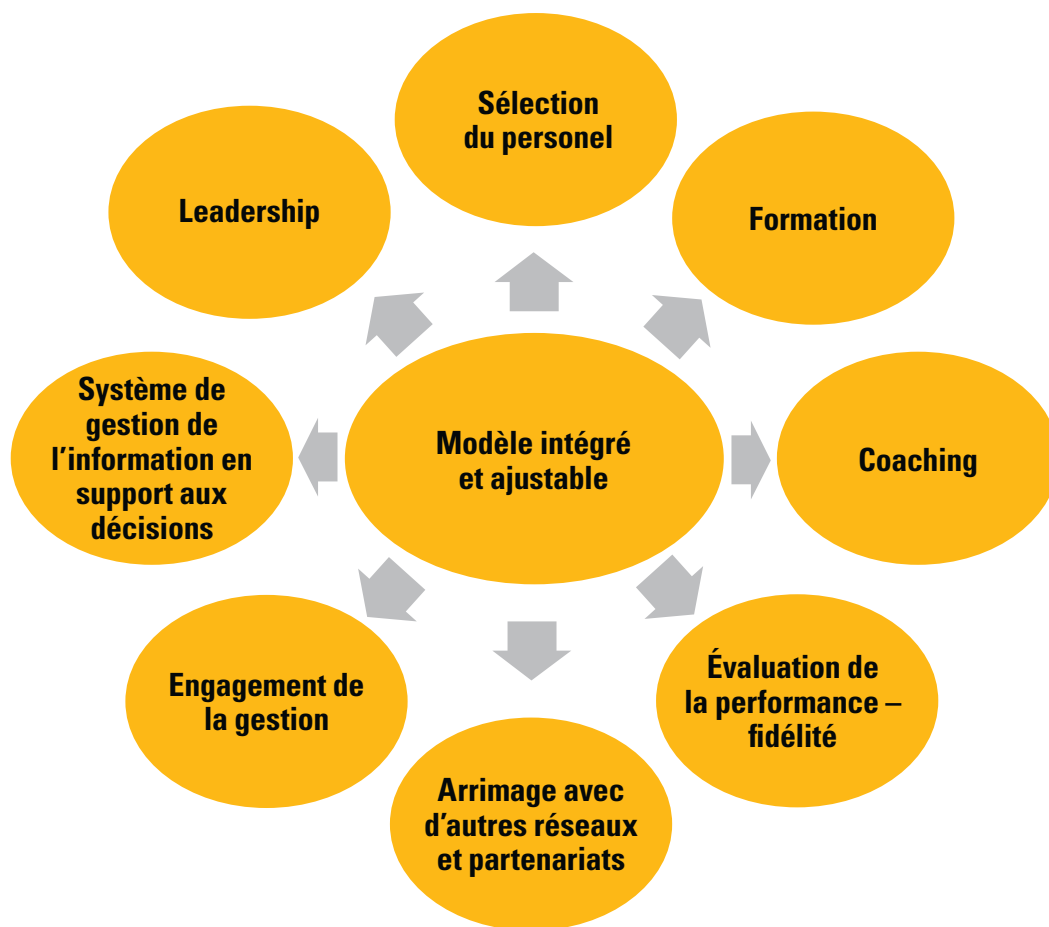 Sélection
du personel
Leadership
Formation
Système de
gestion de
l'information en
support aux
décisions
Modèle intégré
et ajustable
Coaching
Engagement de
la gestion
Évaluation de
la performance –
fidélité
Arrimage avec
d'autres réseaux
et partenariats